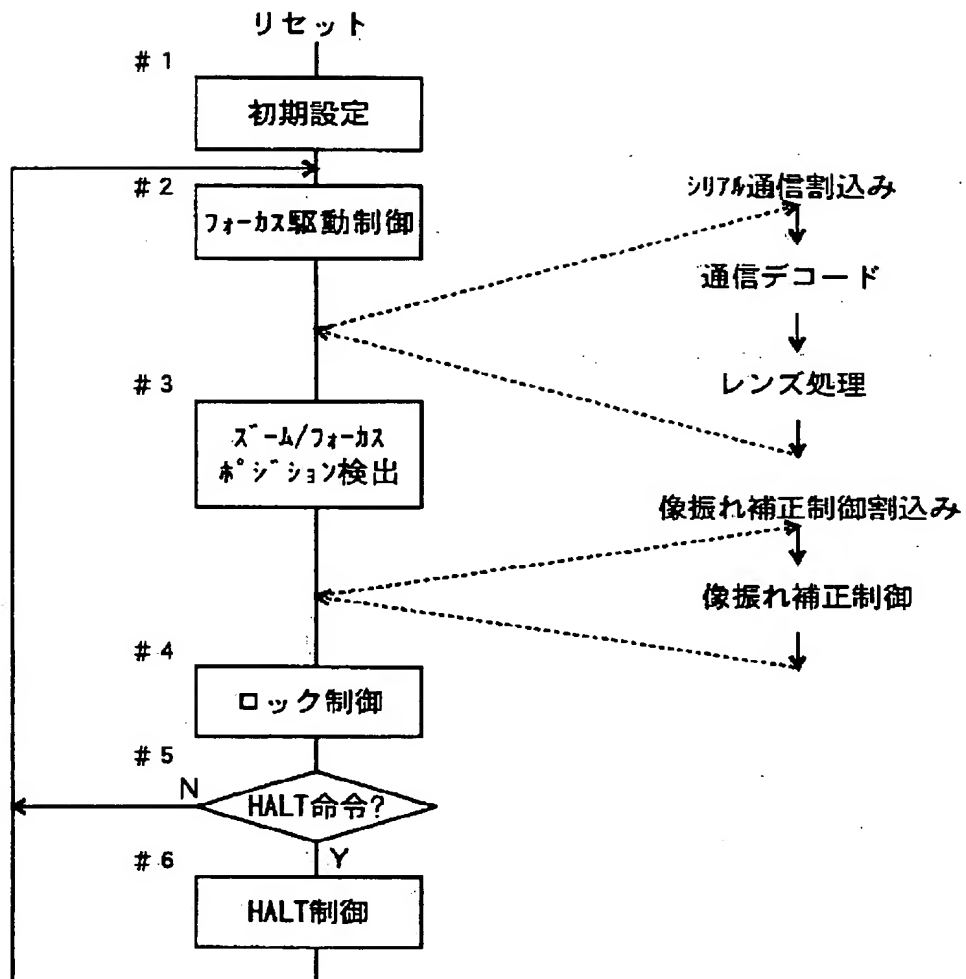 リセット
#1
初期設定
#2
フォーカス駆動制御
シリアル通信割込み
通信デコード
レンズ処理
#3
ズーム/フォーカス
ポジション検出
像振れ補正制御割込み
像振れ補正制御
#4
ロック制御
#5
N
HALT命令?
Y
#6
HALT制御